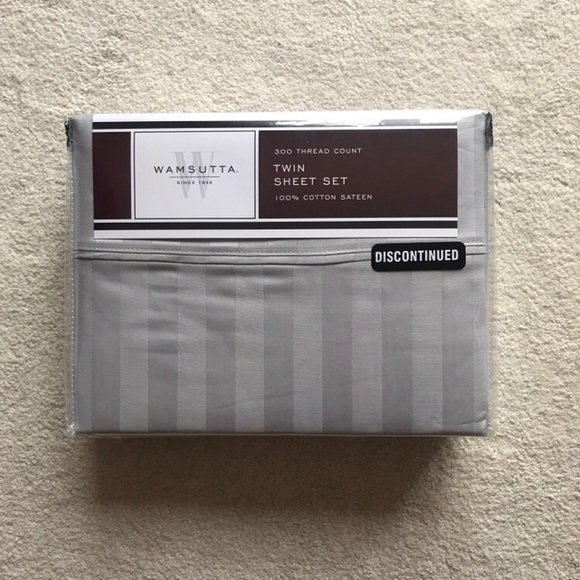 W
WAMSUTTA.
SINCE 1846
300 THREAD COUNT
TWIN
SHEET SET
100% COTTON SATEEN
DISCONTINUED